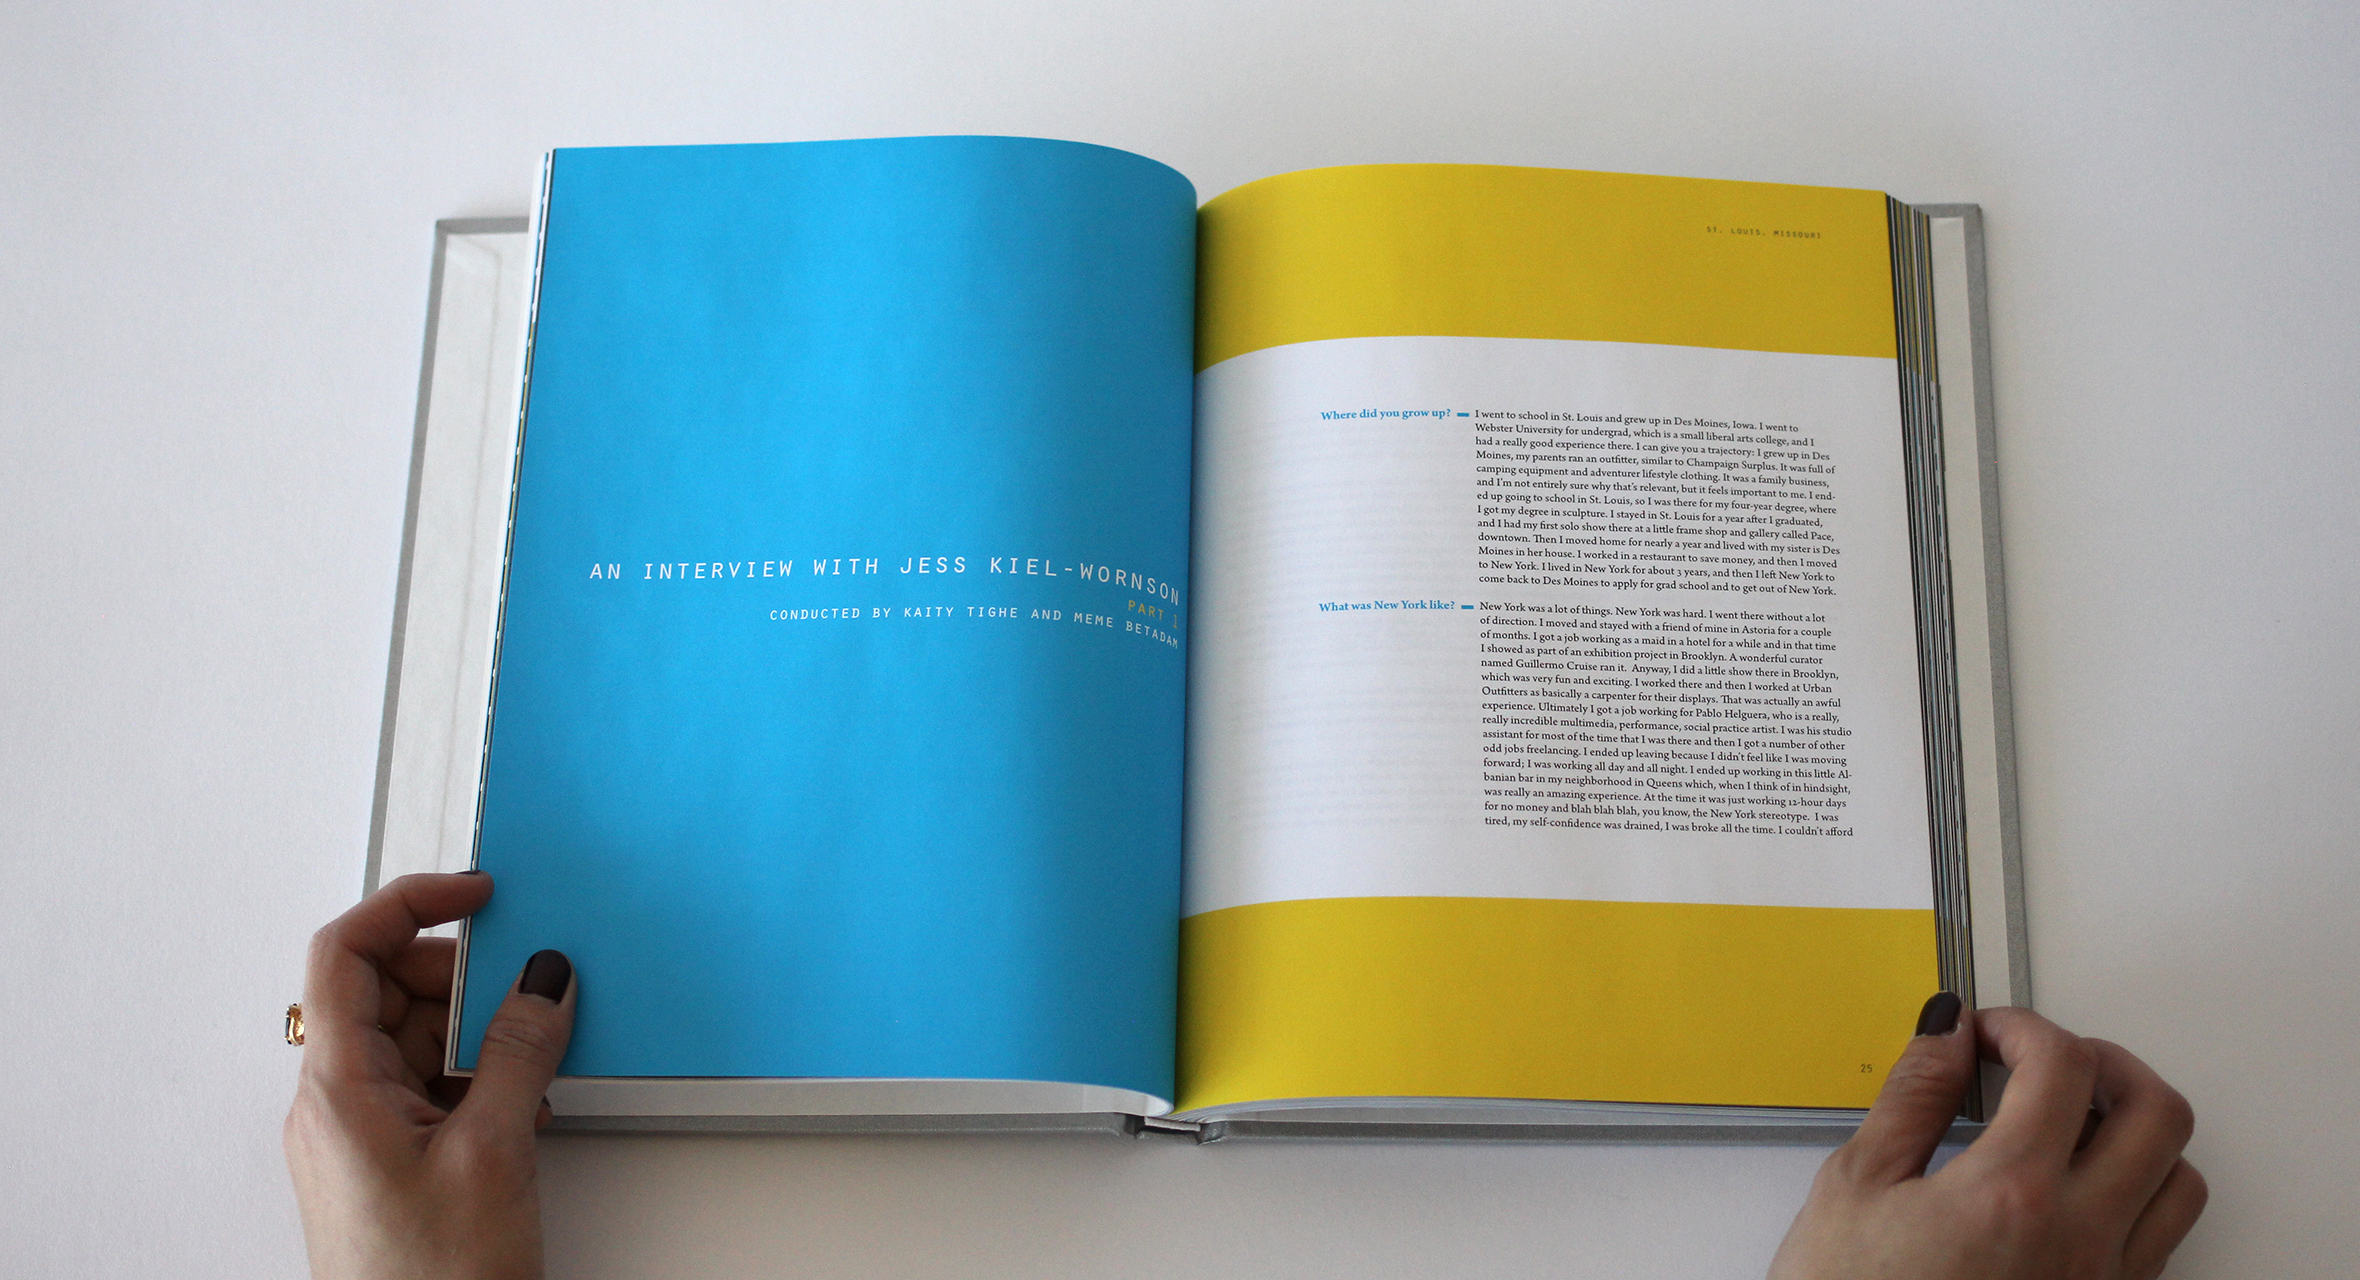 AN INTERVIEW WITH JESS KIEL-WORNSON
PART 1
CONDUCTED BY KAITY TIGHE AND MEME BETADAM
ST. LOUIS, MISSOURI
Where did you grow up? — I went to school in St. Louis and grew up in Des Moines, Iowa. I went to
Webster University for undergrad, which is a small liberal arts college, and I
had a really good experience there. I can give you a trajectory: I grew up in Des
Moines, my parents ran an outfitter, similar to Champaign Surplus. It was full of
camping equipment and adventurer lifestyle clothing. It was a family business,
and I'm not entirely sure why that's relevant, but it feels important to me. I end-
ed up going to school in St. Louis, so I was there for my four-year degree, where
I got my degree in sculpture. I stayed in St. Louis for a year after I graduated,
and I had my first solo show there at a little frame shop and gallery called Pace,
downtown. Then I moved home for nearly a year and lived with my sister is Des
Moines in her house. I worked in a restaurant to save money, and then I moved
to New York. I lived in New York for about 3 years, and then I left New York to
come back to Des Moines to apply for grad school and to get out of New York.
What was New York like? — New York was a lot of things. New York was hard. I went there without a lot
of direction. I moved and stayed with a friend of mine in Astoria for a couple
of months. I got a job working as a maid in a hotel for a while and in that time
I showed as part of an exhibition project in Brooklyn. A wonderful curator
named Guillermo Cruise ran it. Anyway, I did a little show there in Brooklyn,
which was very fun and exciting. I worked there and then I worked at Urban
Outfitters as basically a carpenter for their displays. That was actually an awful
experience. Ultimately I got a job working for Pablo Helguera, who is a really,
really incredible multimedia, performance, social practice artist. I was his studio
assistant for most of the time that I was there and then I got a number of other
odd jobs freelancing. I ended up leaving because I didn't feel like I was moving
forward; I was working all day and all night. I ended up working in this little Al-
banian bar in my neighborhood in Queens which, when I think of in hindsight,
was really an amazing experience. At the time it was just working 12-hour days
for no money and blah blah blah, you know, the New York stereotype. I was
tired, my self-confidence was drained, I was broke all the time. I couldn't afford
25